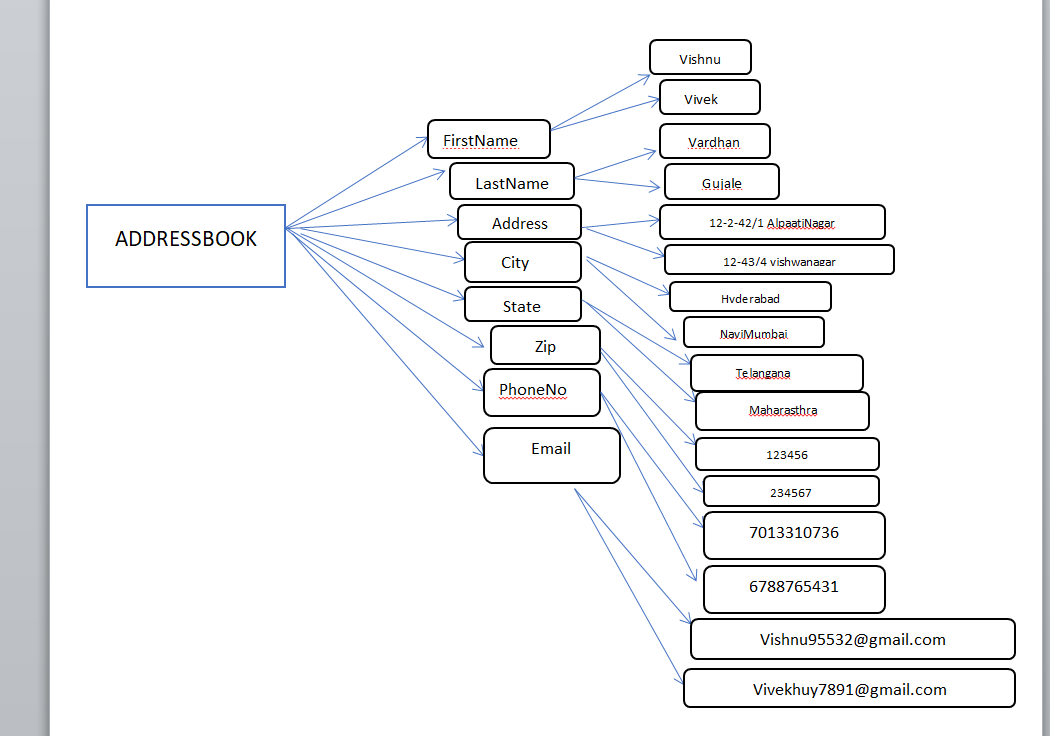 ADDRESSBOOK
FirstName
LastName
Address
City
State
Zip
PhoneNo
Email
Vishnu
Vivek
Vardhan
Gujale
12-2-42/1 AlpaatiNagar
12-43/4 vishwanagar
Hyderabad
NaviMumbai
Telangana
Maharasthra
123456
234567
7013310736
6788765431
Vishnu95532@gmail.com
Vivekhuy7891@gmail.com